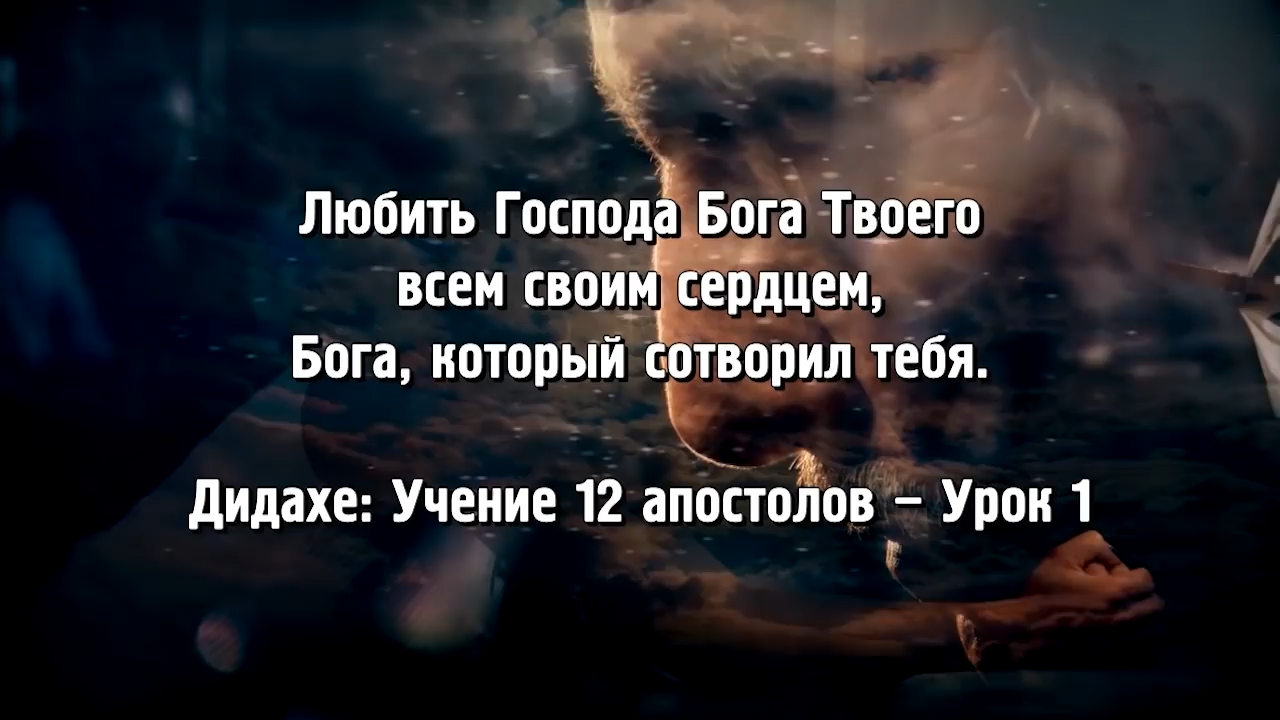 Любить Господа Бога Твоего
всем своим сердцем,
Бога, который сотворил тебя.
Дидахе: Учение 12 апостолов – Урок 1